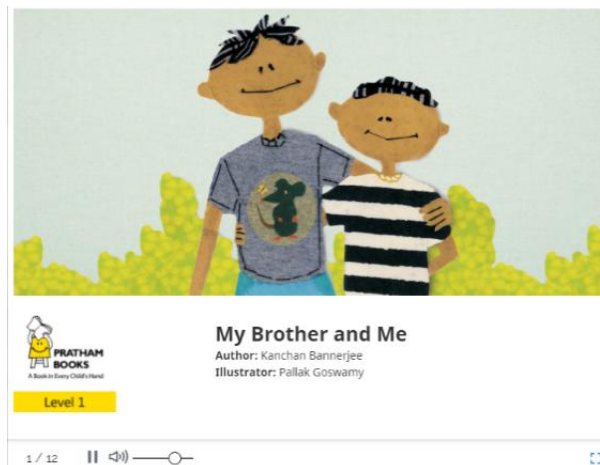 My Brother and Me
Author: Kanchan Bannerjee
Illustrator: Pallak Goswamy
PRATHAM
BOOKS
A Book in Every Child's Hand
Level 1
1 / 12